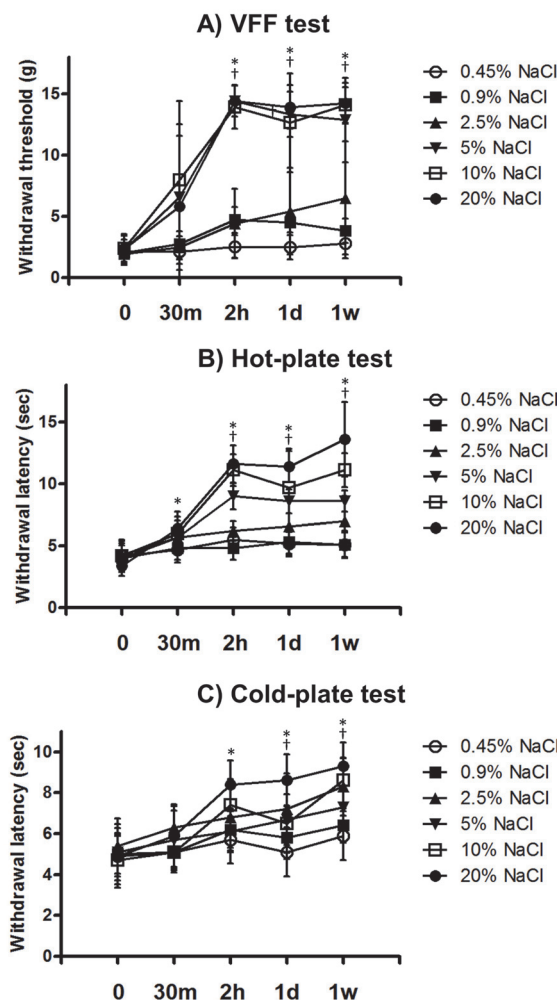 A) VFF test
Withdrawal threshold (g)
15
10
5
0
* † * † * †
0 30m 2h 1d 1w
0.45% NaCl
0.9% NaCl
2.5% NaCl
5% NaCl
10% NaCl
20% NaCl
B) Hot-plate test
Withdrawal latency (sec)
15
10
5
0
* * † * † * †
0 30m 2h 1d 1w
0.45% NaCl
0.9% NaCl
2.5% NaCl
5% NaCl
10% NaCl
20% NaCl
C) Cold-plate test
Withdrawal latency (sec)
10
8
6
4
2
0
* * † * †
0 30m 2h 1d 1w
0.45% NaCl
0.9% NaCl
2.5% NaCl
5% NaCl
10% NaCl
20% NaCl